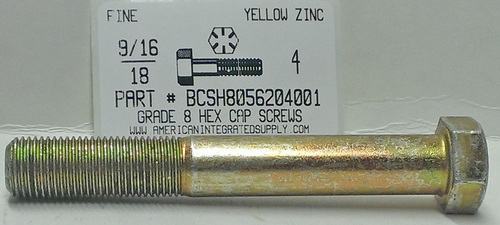 FINE YELLOW ZINC
9/16
18
4
PART # BCSH8056204001
GRADE 8 HEX CAP SCREWS
WWW.AMERICANINTEGRATEDSUPPLY.COM